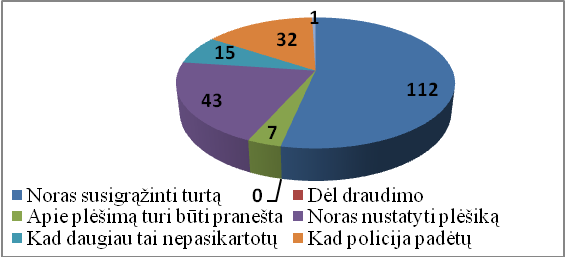 1
32
15
112
43
7
0
Noras susigrąžinti turtą
Dėl draudimo
Apie plėšimą turi būti pranešta
Noras nustatyti plėšiką
Kad daugiau tai nepasikartotų
Kad policija padėtų